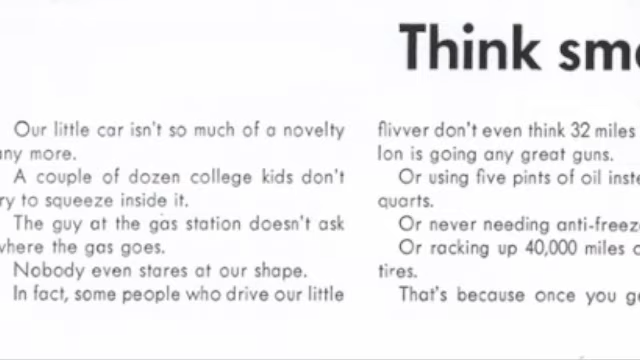 Think sm
Our little car isn't so much of a novelty
any more.
A couple of dozen college kids don't
ry to squeeze inside it.
The guy at the gas station doesn't ask
where the gas goes.
Nobody even stares at our shape.
In fact, some people who drive our little
flivver don't even think 32 miles
lon is going any great guns.
Or using five pints of oil inste
quarts.
Or never needing anti-freeze
Or racking up 40,000 miles o
tires.
That's because once you ge